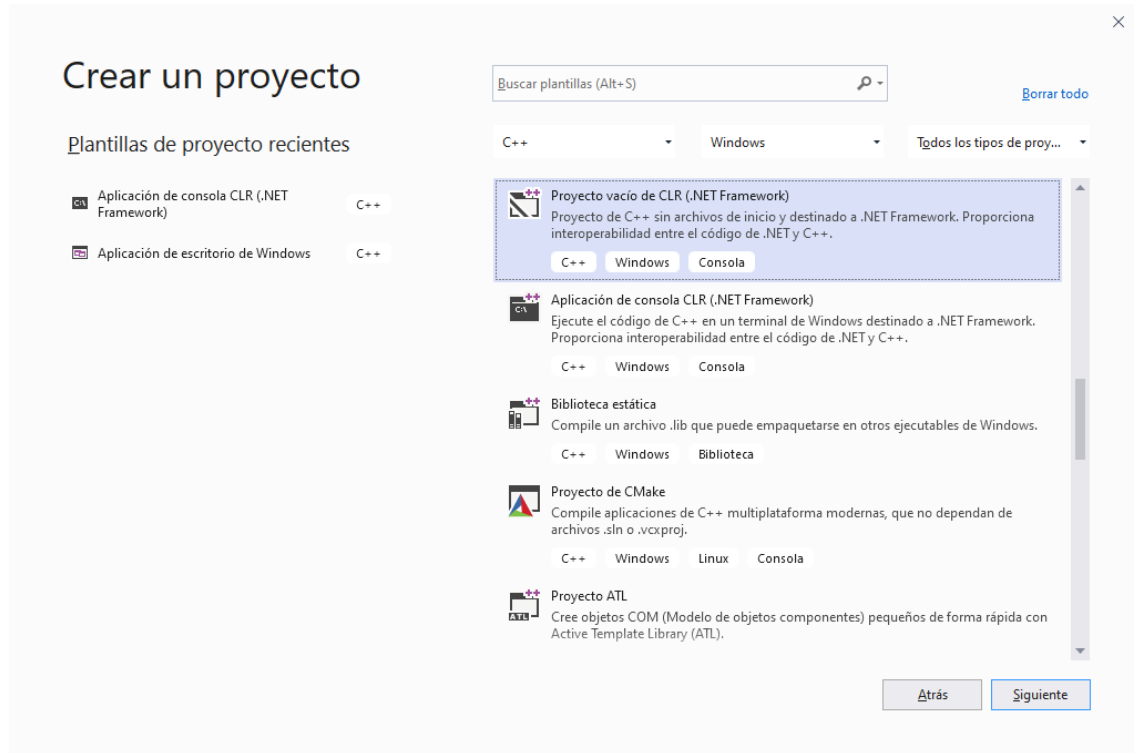 Crear un proyecto
Buscar plantillas (Alt+S)
Borrar todo
Plantillas de proyecto recientes
C++
Windows
Todos los tipos de proy...
Aplicación de consola CLR (.NET
Framework)
C++
Aplicación de escritorio de Windows
C++
Proyecto vacío de CLR (.NET Framework)
Proyecto de C++ sin archivos de inicio y destinado a .NET Framework. Proporciona
interoperabilidad entre el código de .NET y C++.
C++ Windows Consola
Aplicación de consola CLR (.NET Framework)
Ejecute el código de C++ en un terminal de Windows destinado a .NET Framework.
Proporciona interoperabilidad entre el código de .NET y C++.
C++ Windows Consola
Biblioteca estática
Compile un archivo .lib que puede empaquetarse en otros ejecutables de Windows.
C++ Windows Biblioteca
Proyecto de CMake
Compile aplicaciones de C++ multiplataforma modernas, que no dependan de
archivos .sln o .vcxproj.
C++ Windows Linux Consola
Proyecto ATL
Cree objetos COM (Modelo de objetos componentes) pequeños de forma rápida con
Active Template Library (ATL).
Atrás
Siguiente